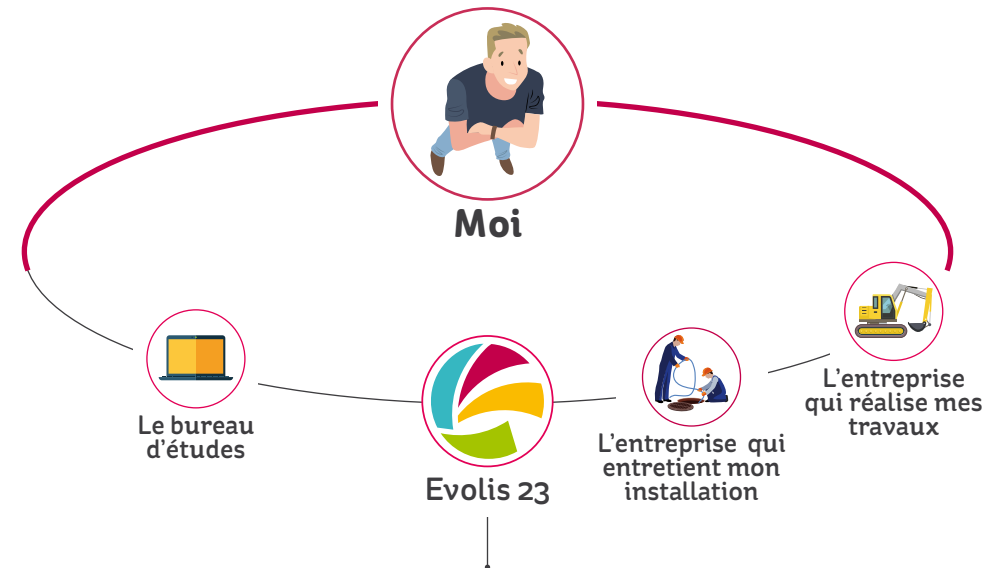 Moi
Le bureau
d'études
Evolis 23
L'entreprise qui
entretient mon
installation
L'entreprise
qui réalise mes
travaux